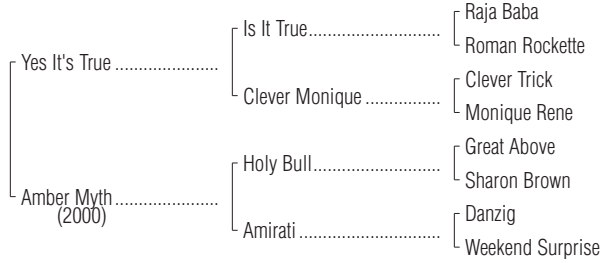 Raja Baba
Is It True
Roman Rockette
Yes It's True
Clever Trick
Clever Monique
Monique Rene
Great Above
Holy Bull
Sharon Brown
Amber Myth
(2000)
Danzig
Amirati
Weekend Surprise